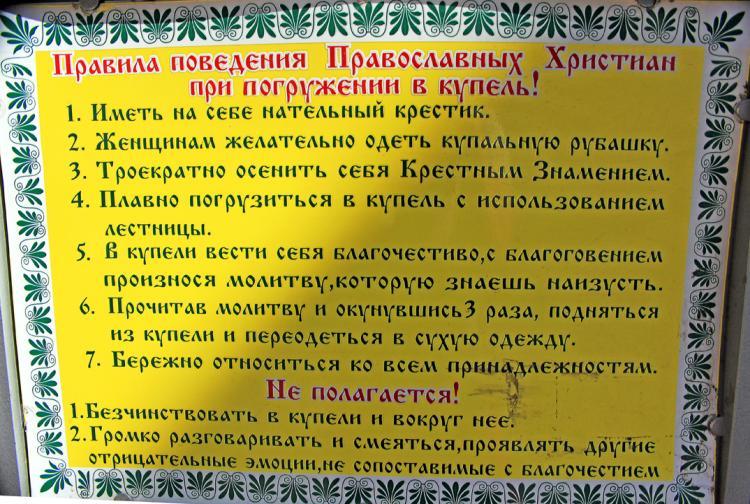 Правила поведения Православных Христиан
при погружении в купель!
1. Иметь на себе нательный крестик.
2. Женщинам желательно одеть купальную рубашку.
3. Троекратно осенить себя Крестным Знамением.
4. Плавно погрузиться в купель с использованием
лестницы.
5. В купели вести себя благочестиво,с благоговением
произнося молитву,которую знаешь наизусть.
6. Прочитав молитву и окунувшись3 раза, подняться
из купели и переодеться в сухую одежду.
7. Бережно относиться ко всем принадлежностям.
Не полагается!
1.Безчинствовать в купели и вокруг нее.
2.Громко разговаривать и смеяться,проявлять другие
отрицательные эмоции,не сопоставимые с благочестием